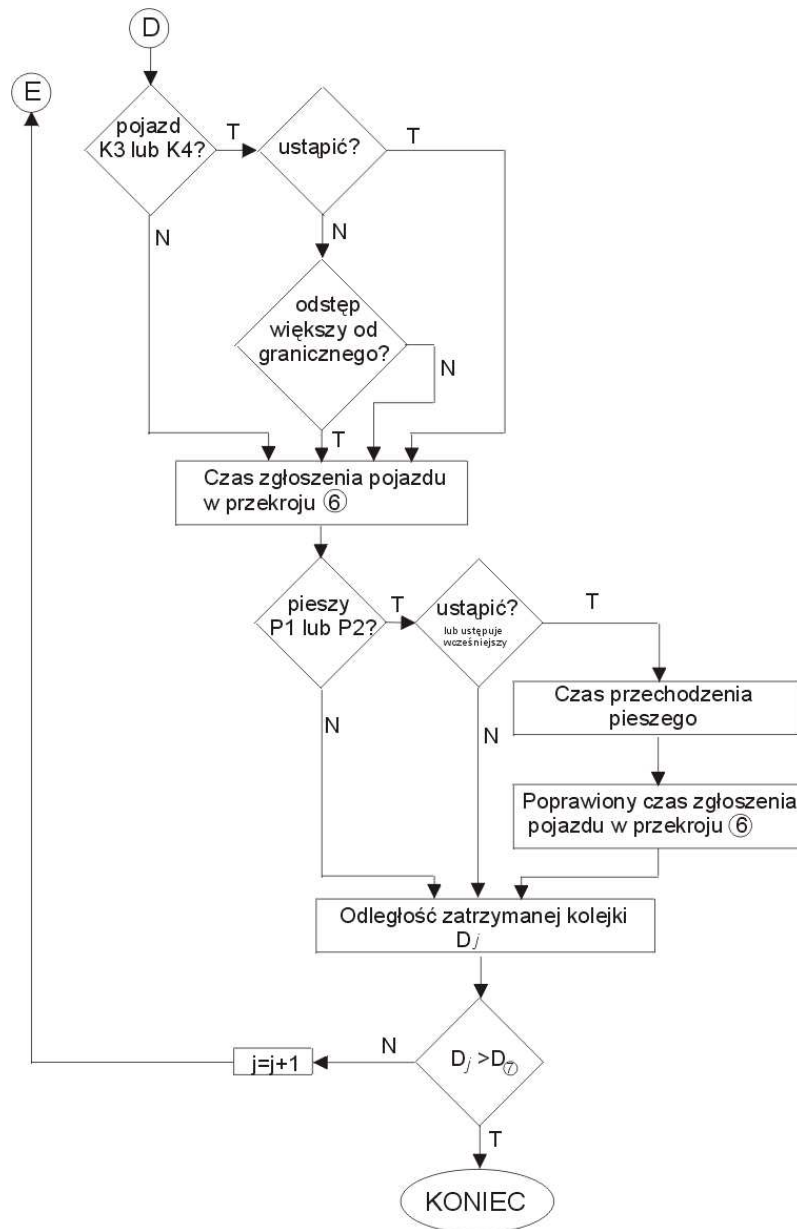 D
E
pojazd
K3 lub K4?
T
ustąpić?
T
N
N
odstęp
większy od
granicznego?
N
T
Czas zgłoszenia pojazdu
w przekroju ⑥
pieszy
P1 lub P2?
T
ustąpić?
lub ustępuje
wcześniejszy
T
N
N
Czas przechodzenia
pieszego
Poprawiony czas zgłoszenia
pojazdu w przekroju ⑥
Odległość zatrzymanej kolejki
Dj
j=j+1
N
Dj >D⑦
T
KONIEC